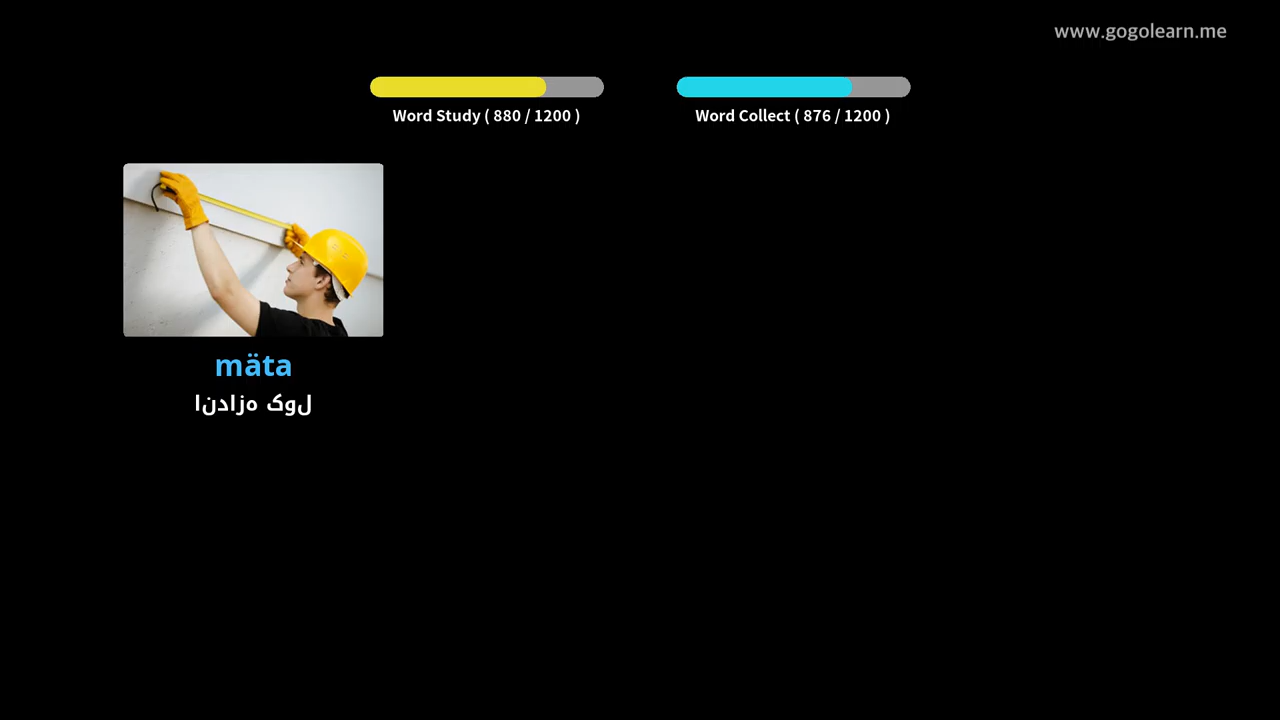 www.gogolearn.me
Word Study ( 880 / 1200 )
Word Collect ( 876 / 1200 )
mäta
اندازه کول